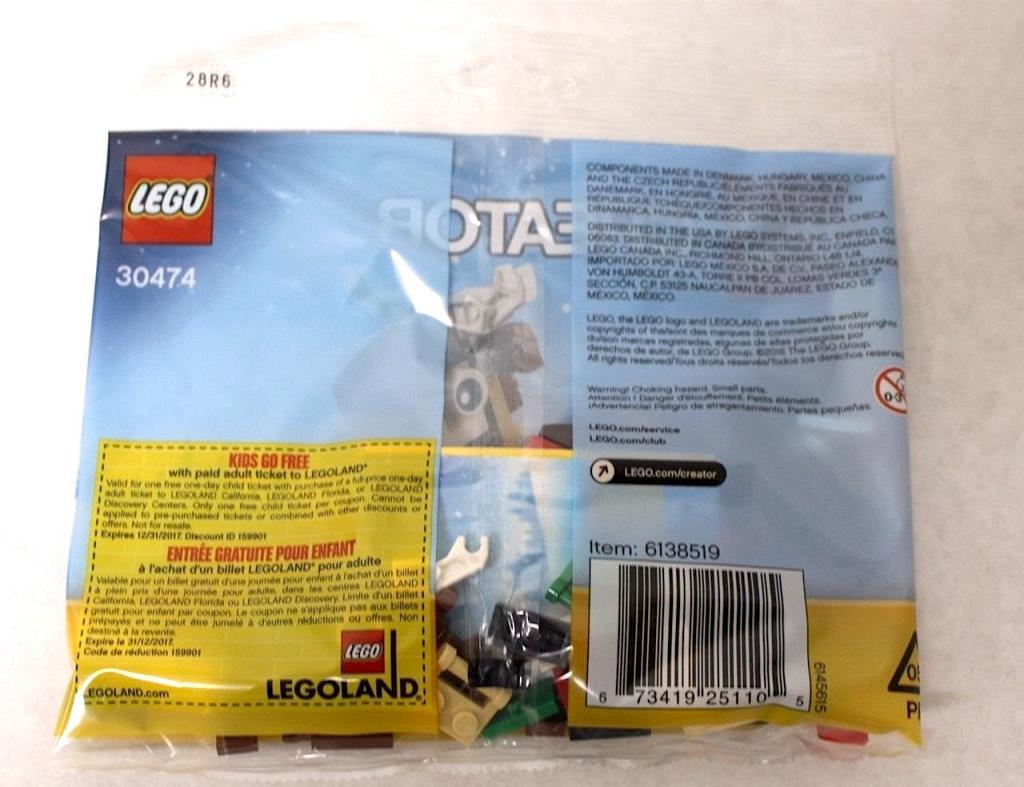 28R6
LEGO
30474
KIDS GO FREE
with paid adult ticket to LEGOLAND®
Valid for one free one-day child ticket with purchase of a full-price one-day
adult ticket to LEGOLAND California, LEGOLAND Florida, or LEGOLAND
Discovery Centers. Only one free child ticket per coupon. Cannot be
applied to pre-purchased tickets or combined with other discounts or
offers. Not for resale.
Expires 12/31/2017. Discount ID 159901
ENTRÉE GRATUITE POUR ENFANT
à l'achat d'un billet LEGOLAND® pour adulte
Valable pour un billet gratuit d'une journée pour enfant à l'achat d'un billet
à plein prix d'une journée pour adulte, dans les centres LEGOLAND
California, LEGOLAND Florida ou LEGOLAND Discovery. Limite d'un billet
gratuit pour enfant par coupon. Le coupon ne s'applique pas aux billets
prépayés et ne peut être jumelé à d'autres réductions ou offres. Non
destiné à la revente.
Expire le 31/12/2017.
Code de réduction 159901
LEGO
LEGOLAND.com
LEGOLAND
EATOR
COMPONENTS MADE IN DENMARK, HUNGARY, MEXICO, CHINA
AND THE CZECH REPUBLIC/ÉLÉMENTS FABRIQUÉS AU
DANEMARK, EN HONGRIE, AU MEXIQUE, EN CHINE ET EN
RÉPUBLIQUE TCHÈQUE/COMPONENTES HECHOS EN
DINAMARCA, HUNGRÍA, MÉXICO, CHINA Y REPÚBLICA CHECA.
DISTRIBUTED IN THE USA BY LEGO SYSTEMS, INC., ENFIELD, CT
06083. DISTRIBUTED IN CANADA BY/DISTRIBUÉ AU CANADA PAR
LEGO CANADA INC., RICHMOND HILL, ONTARIO L4B 1J4.
IMPORTADO POR: LEGO MÉXICO S.A. DE C.V., PASEO ALEXAND
VON HUMBOLDT 43-A, TORRE II PB COL. LOMAS VERDES 3ª
SECCIÓN, C.P. 53125 NAUCALPAN DE JUÁREZ, ESTADO DE
MÉXICO, MÉXICO.
LEGO, the LEGO logo and LEGOLAND are trademarks and/or
copyrights of the/sont des marques de commerce et/ou copyrights
du/son marcas registradas, algunas de ellas protegidas por
derechos de autor, de LEGO Group. ©2016 The LEGO Group.
All rights reserved/Tous droits réservés/Todos los derechos reserved
Warning! Choking hazard. Small parts.
Attention ! Danger d'étouffement. Petits éléments.
¡Advertencia! Peligro de atragantamiento. Partes pequeñas.
0-3
LEGO.com/service
LEGO.com/club
LEGO.com/creator
Item: 6138519
6 73419 25110 5
6145615